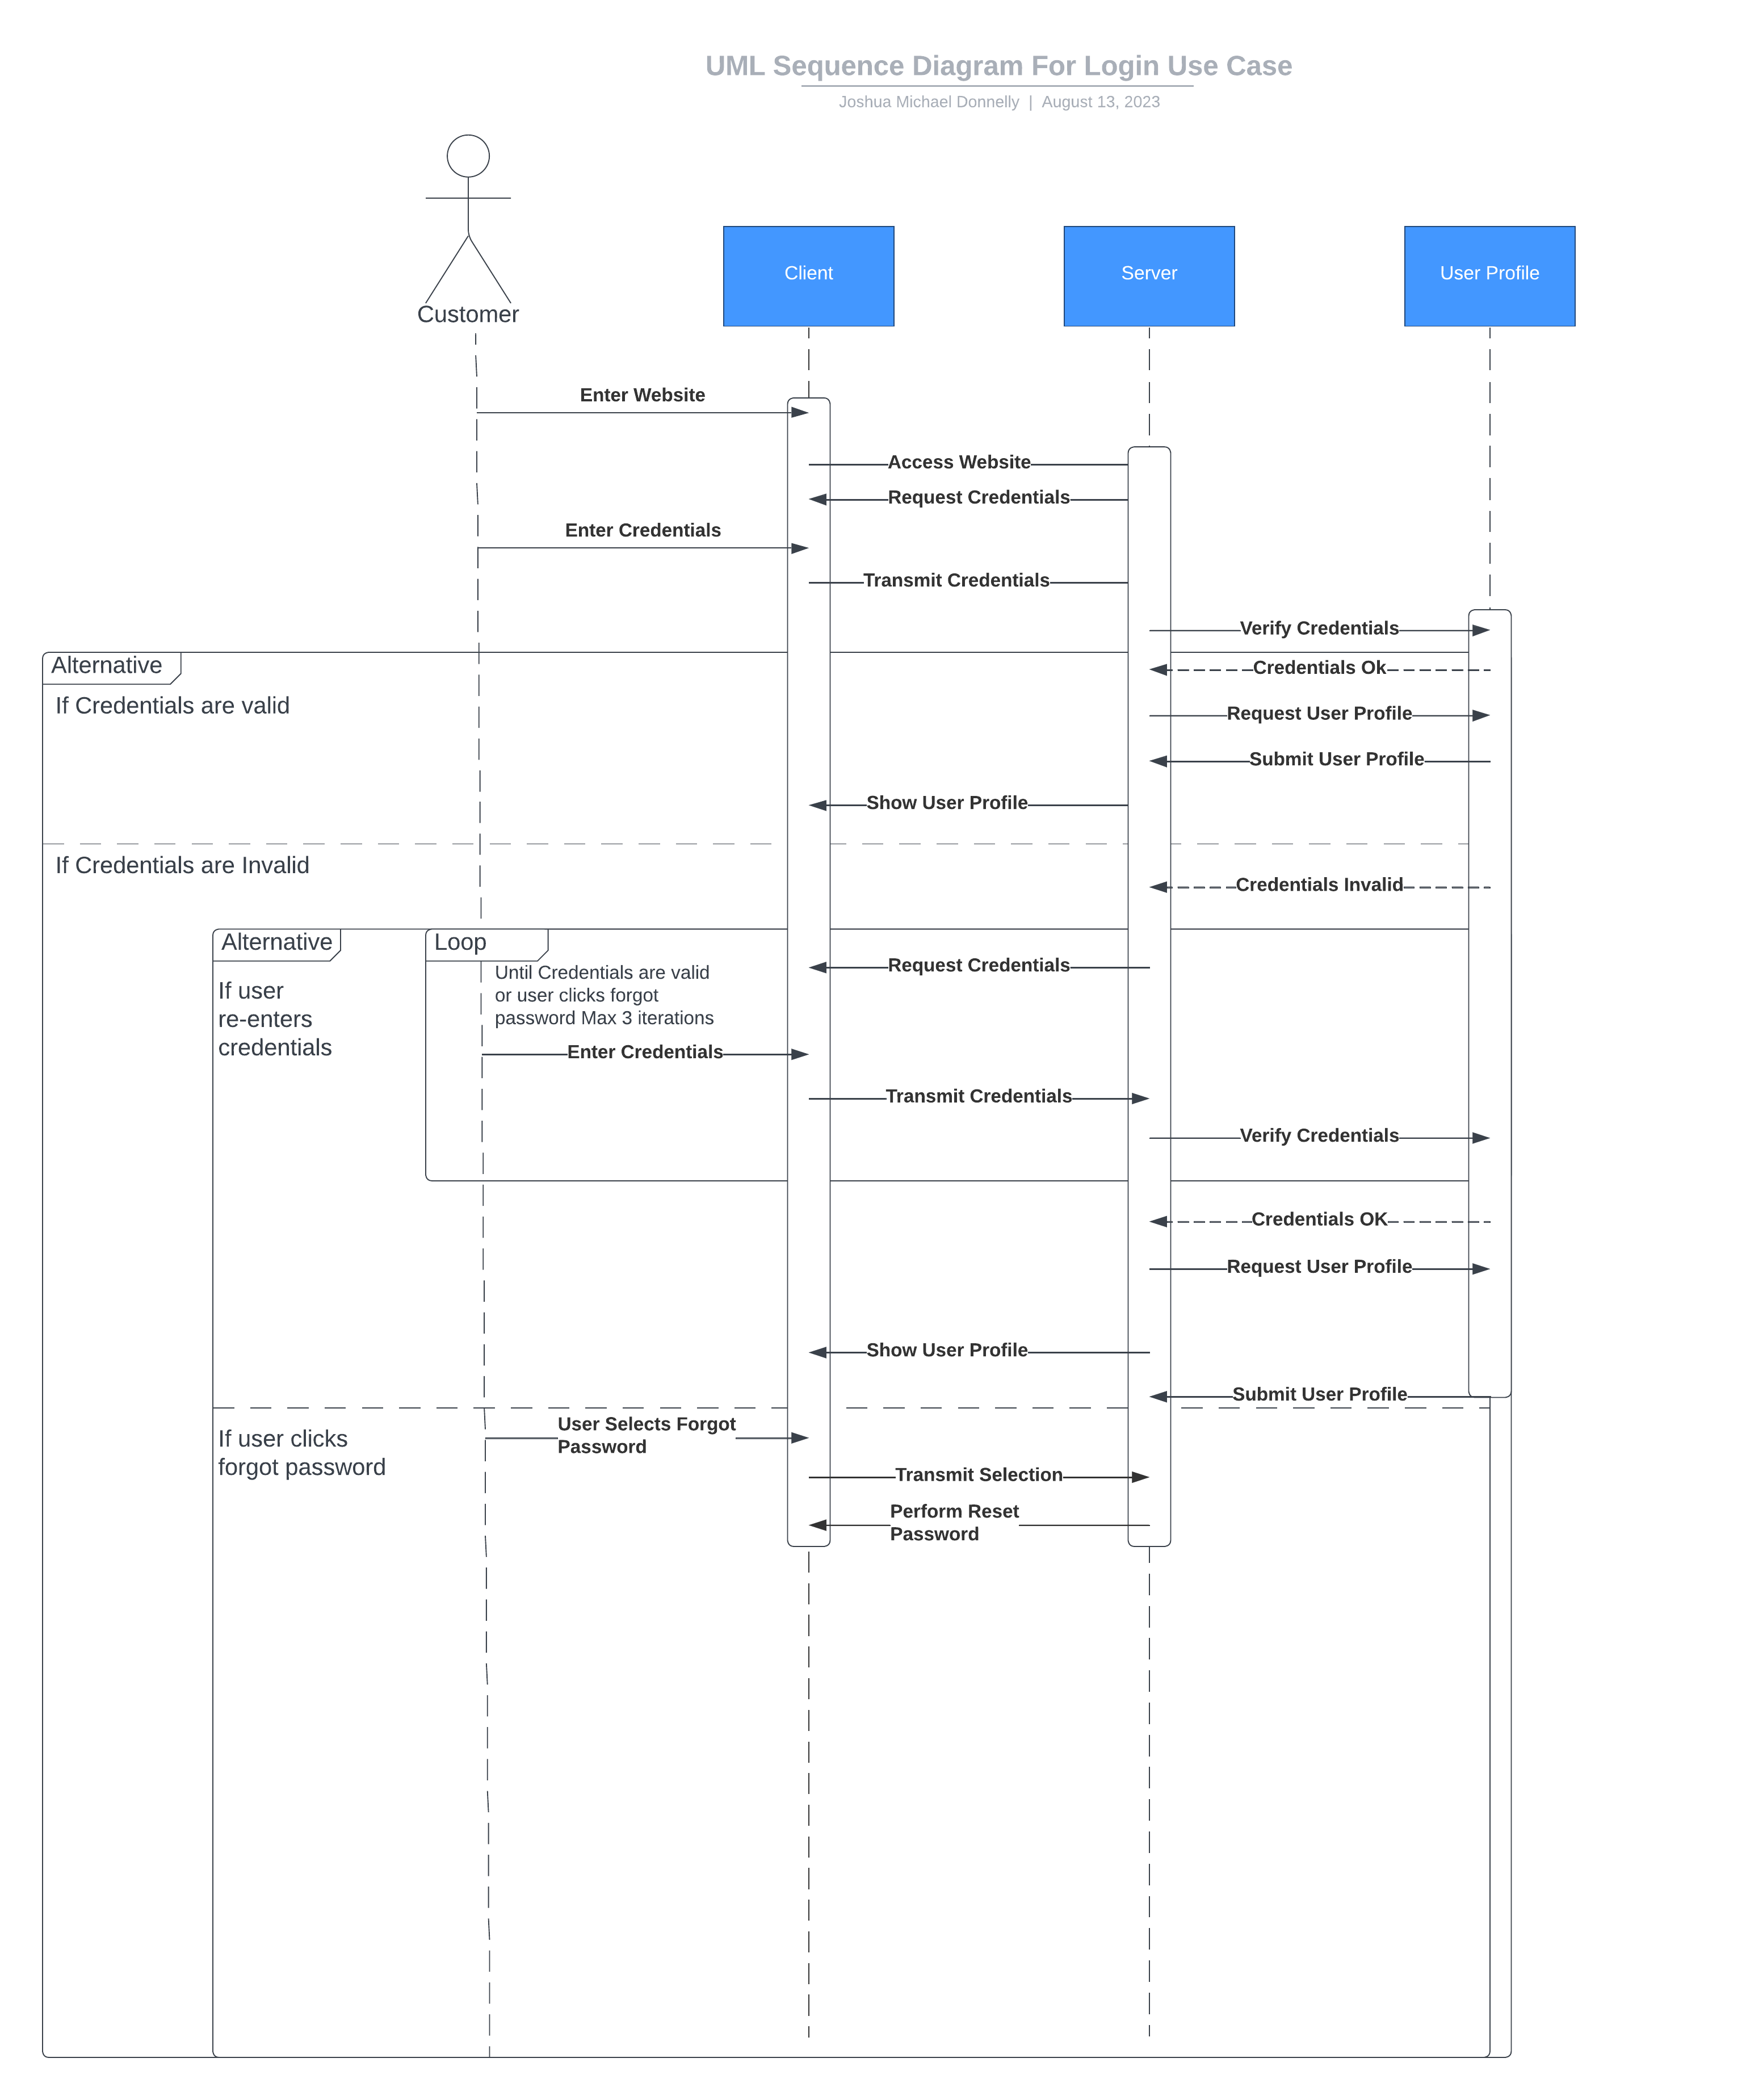 UML Sequence Diagram For Login Use Case
Joshua Michael Donnelly | August 13, 2023
Customer
Client
Server
User Profile
Enter Website
Access Website
Request Credentials
Enter Credentials
Transmit Credentials
Verify Credentials
Alternative
Credentials Ok
If Credentials are valid
Request User Profile
Submit User Profile
Show User Profile
If Credentials are Invalid
Credentials Invalid
Alternative
Loop
Request Credentials
Until Credentials are valid
or user clicks forgot
password Max 3 iterations
If user
re-enters
credentials
Enter Credentials
Transmit Credentials
Verify Credentials
Credentials OK
Request User Profile
Show User Profile
Submit User Profile
If user clicks
forgot password
User Selects Forgot
Password
Transmit Selection
Perform Reset
Password